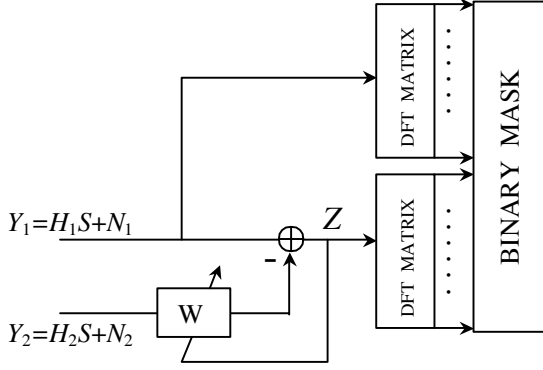 DFT MATRIX
BINARY MASK
Y₁=H₁S+N₁
Z
DFT MATRIX
-
W
Y₂=H₂S+N₂